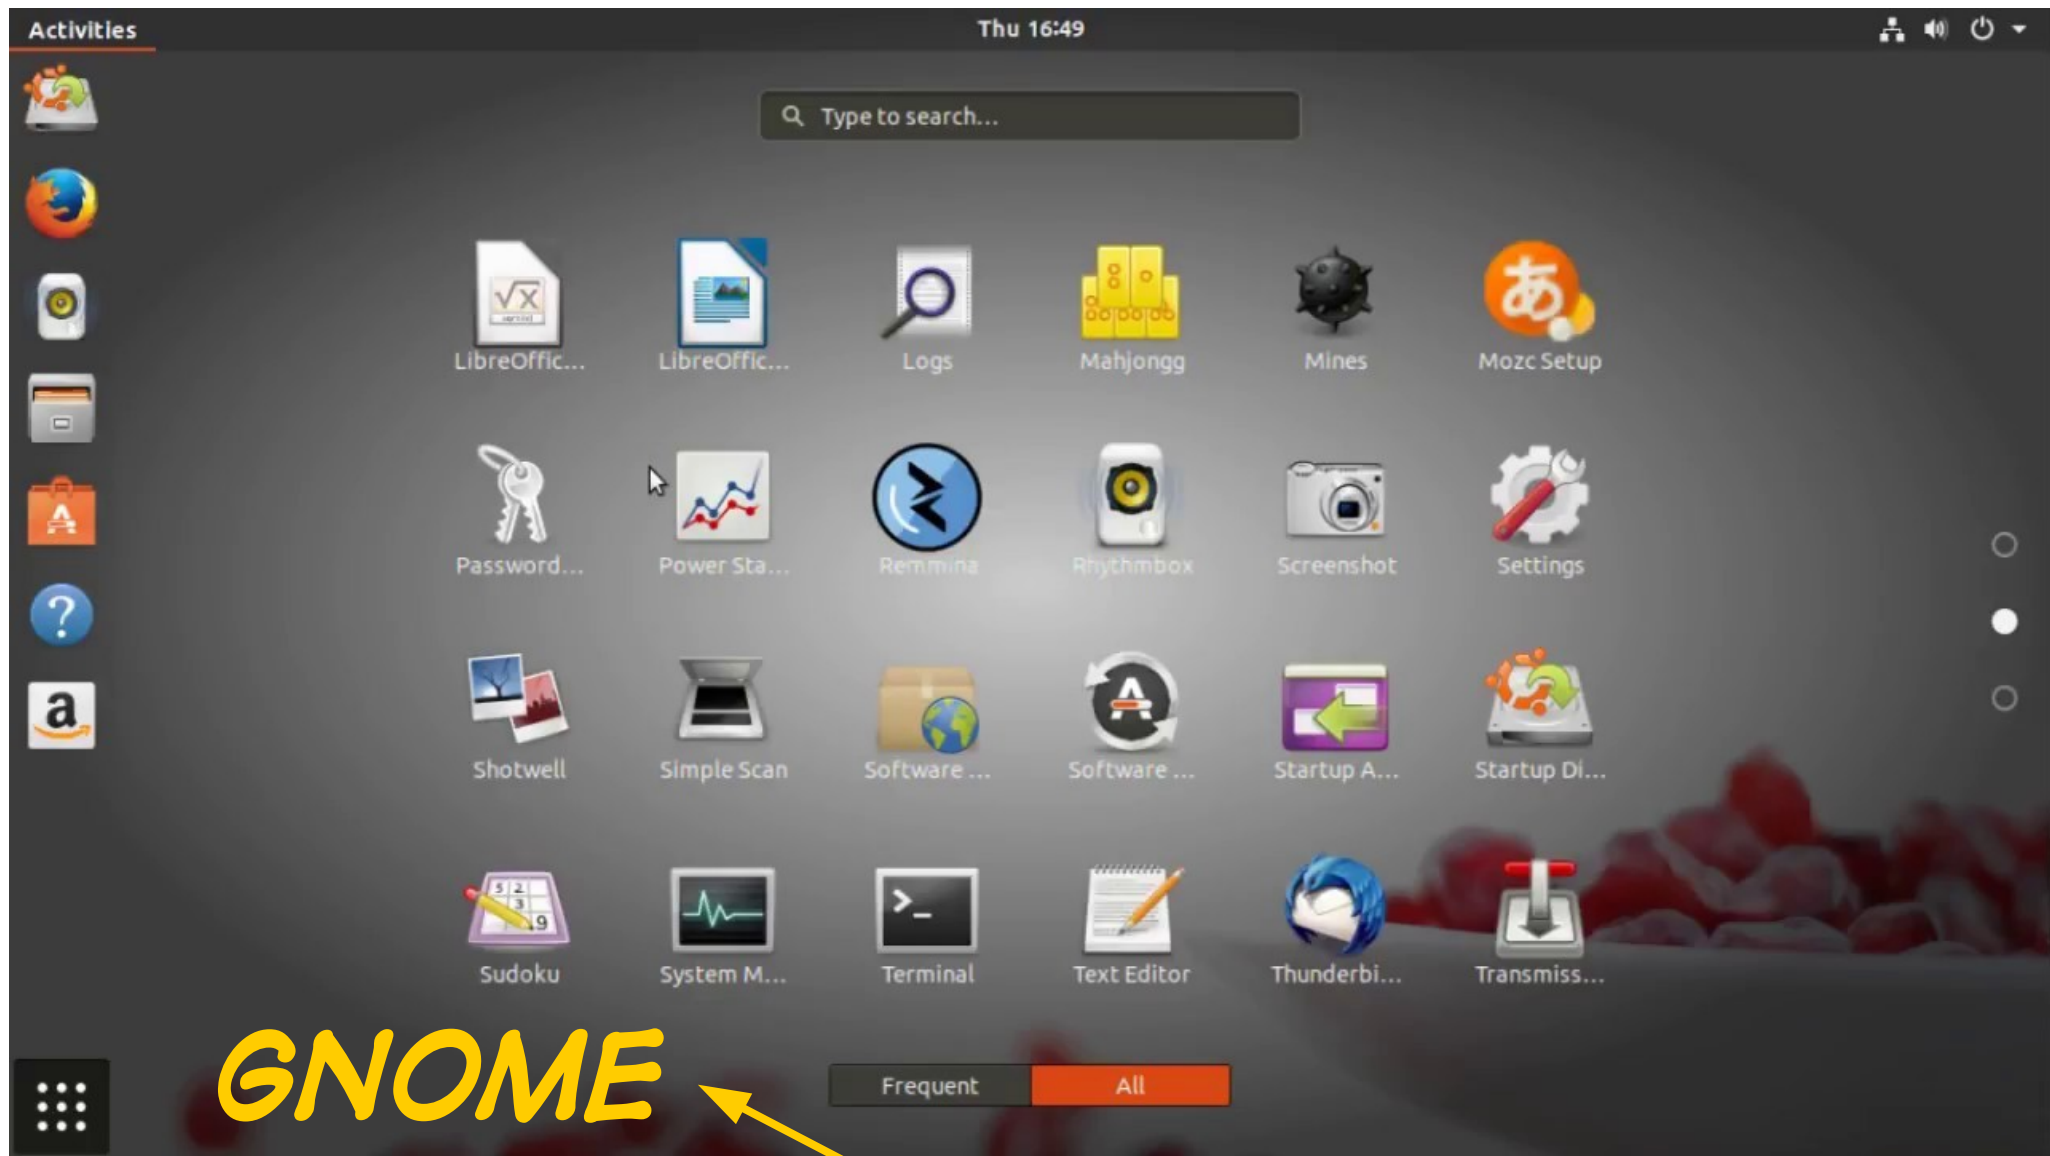 Activities
Thu 16:49
Type to search...
LibreOffic... LibreOffic... Logs Mahjongg Mines Mozc Setup
Password... Power Sta... Remmina Rhythmbox Screenshot Settings
Shotwell Simple Scan Software ... Software ... Startup A... Startup Di...
Sudoku System M... Terminal Text Editor Thunderbi... Transmiss...
GNOME
Frequent All